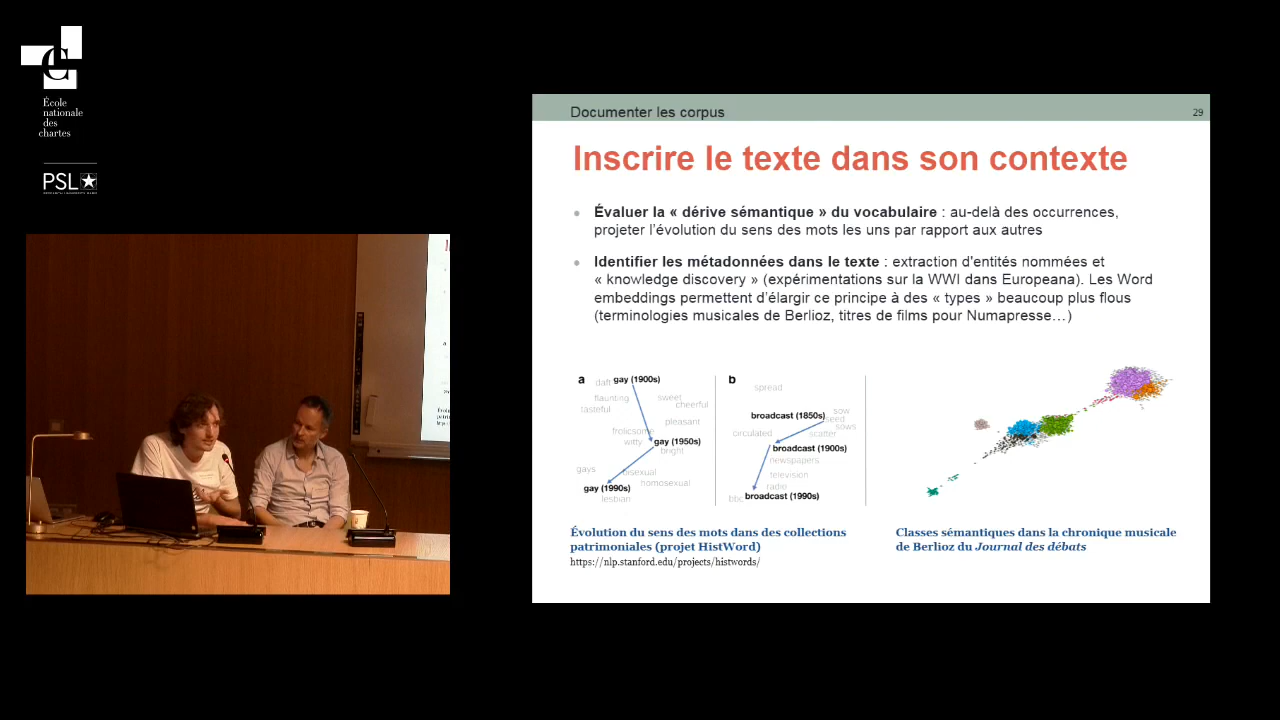 École
nationale
des
chartes
PSL
Documenter les corpus
29
Inscrire le texte dans son contexte
Évaluer la « dérive sémantique » du vocabulaire : au-delà des occurrences,
projeter l'évolution du sens des mots les uns par rapport aux autres
Identifier les métadonnées dans le texte : extraction d'entités nommées et
« knowledge discovery » (expérimentations sur la WWI dans Europeana). Les Word
embeddings permettent d'élargir ce principe à des « types » beaucoup plus flous
(terminologies musicales de Berlioz, titres de films pour Numapresse…)
a
daft gay (1900s)
flaunting sweet
tasteful cheerful
pleasant
frolicsome
witty gay (1950s)
bright
gays bisexual
homosexual
gay (1990s)
lesbian
b
spread
broadcast (1850s) sow
seed
circulated scatter sows
broadcast (1900s)
newspapers
television
radio
bbc broadcast (1990s)
Évolution du sens des mots dans des collections
patrimoniales (projet HistWord)
https://nlp.stanford.edu/projects/histwords/
Classes sémantiques dans la chronique musicale
de Berlioz du Journal des débats